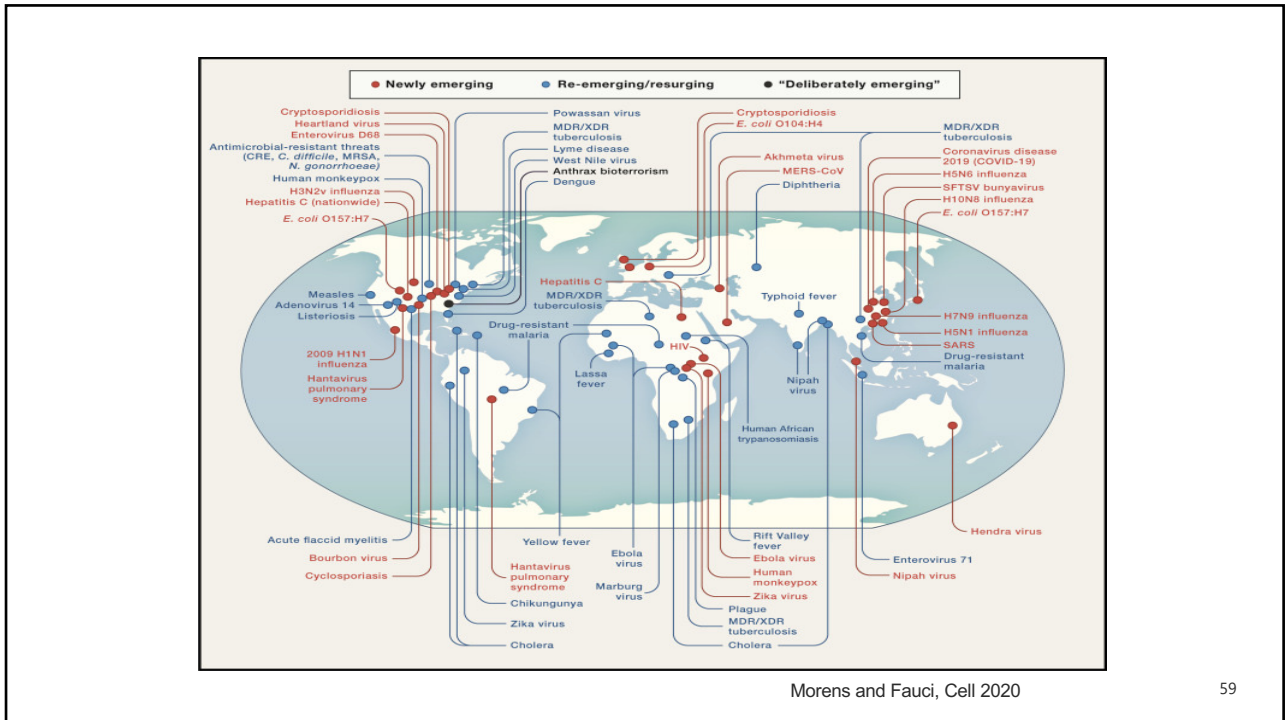 Newly emerging
Re-emerging/resurging
"Deliberately emerging"
Cryptosporidiosis
Heartland virus
Enterovirus D68
Antimicrobial-resistant threats
(CRE, C. difficile, MRSA,
N. gonorrhoeae)
Human monkeypox
H3N2v influenza
Hepatitis C (nationwide)
E. coli O157:H7
Powassan virus
MDR/XDR
tuberculosis
Lyme disease
West Nile virus
Anthrax bioterrorism
Dengue
Cryptosporidiosis
E. coli O104:H4
Akhmeta virus
MERS-CoV
Diphtheria
MDR/XDR
tuberculosis
Coronavirus disease
2019 (COVID-19)
H5N6 influenza
SFTSV bunyavirus
H10N8 influenza
E. coli O157:H7
Measles
Adenovirus 14
Listeriosis
2009 H1N1
influenza
Hantavirus
pulmonary
syndrome
Hepatitis C
MDR/XDR
tuberculosis
Drug-resistant
malaria
Lassa
fever
HIV
Typhoid fever
Nipah
virus
Human African
trypanosomiasis
H7N9 influenza
H5N1 influenza
SARS
Drug-resistant
malaria
Acute flaccid myelitis
Bourbon virus
Cyclosporiasis
Hantavirus
pulmonary
syndrome
Chikungunya
Zika virus
Cholera
Yellow fever
Ebola
virus
Marburg
virus
Rift Valley
fever
Ebola virus
Human
monkeypox
Zika virus
Plague
MDR/XDR
tuberculosis
Cholera
Hendra virus
Enterovirus 71
Nipah virus
Morens and Fauci, Cell 2020
59